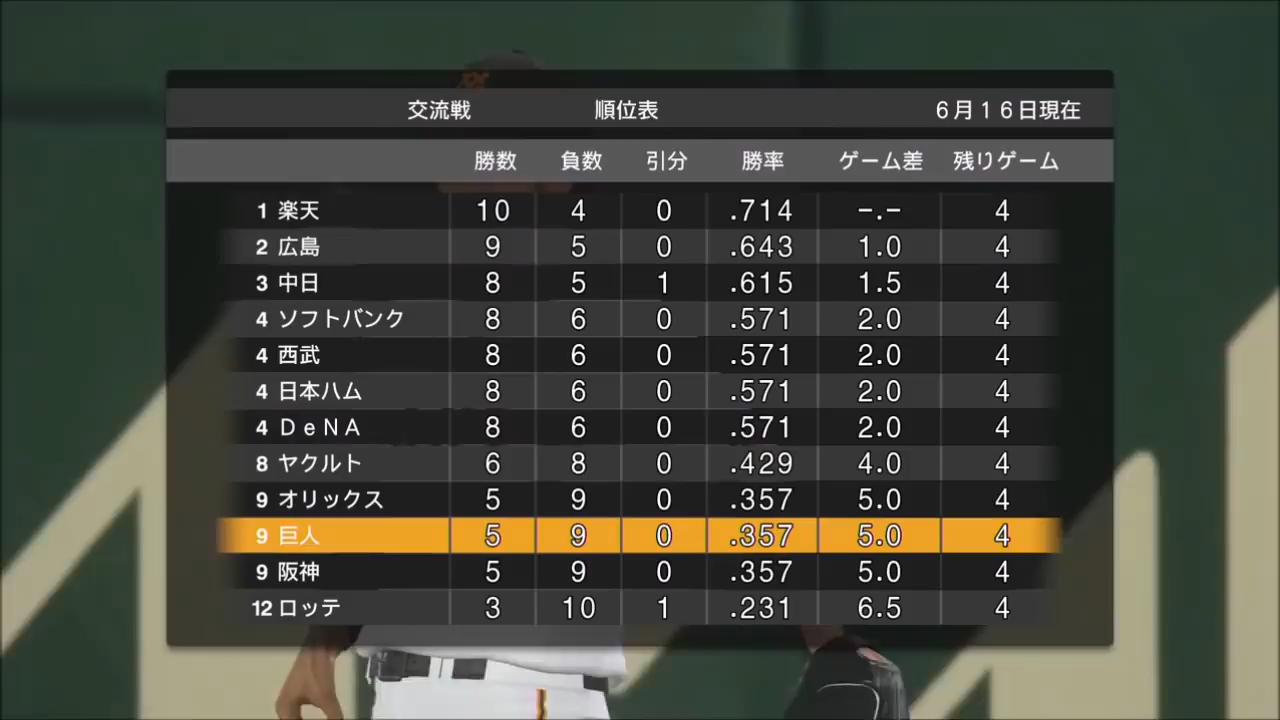 交流戦 順位表 6月16日現在
勝数 負数 引分 勝率 ゲーム差 残りゲーム
1 楽天 10 4 0 .714 -.- 4
2 広島 9 5 0 .643 1.0 4
3 中日 8 5 1 .615 1.5 4
4 ソフトバンク 8 6 0 .571 2.0 4
4 西武 8 6 0 .571 2.0 4
4 日本ハム 8 6 0 .571 2.0 4
4 DeNA 8 6 0 .571 2.0 4
8 ヤクルト 6 8 0 .429 4.0 4
9 オリックス 5 9 0 .357 5.0 4
9 巨人 5 9 0 .357 5.0 4
9 阪神 5 9 0 .357 5.0 4
12 ロッテ 3 10 1 .231 6.5 4